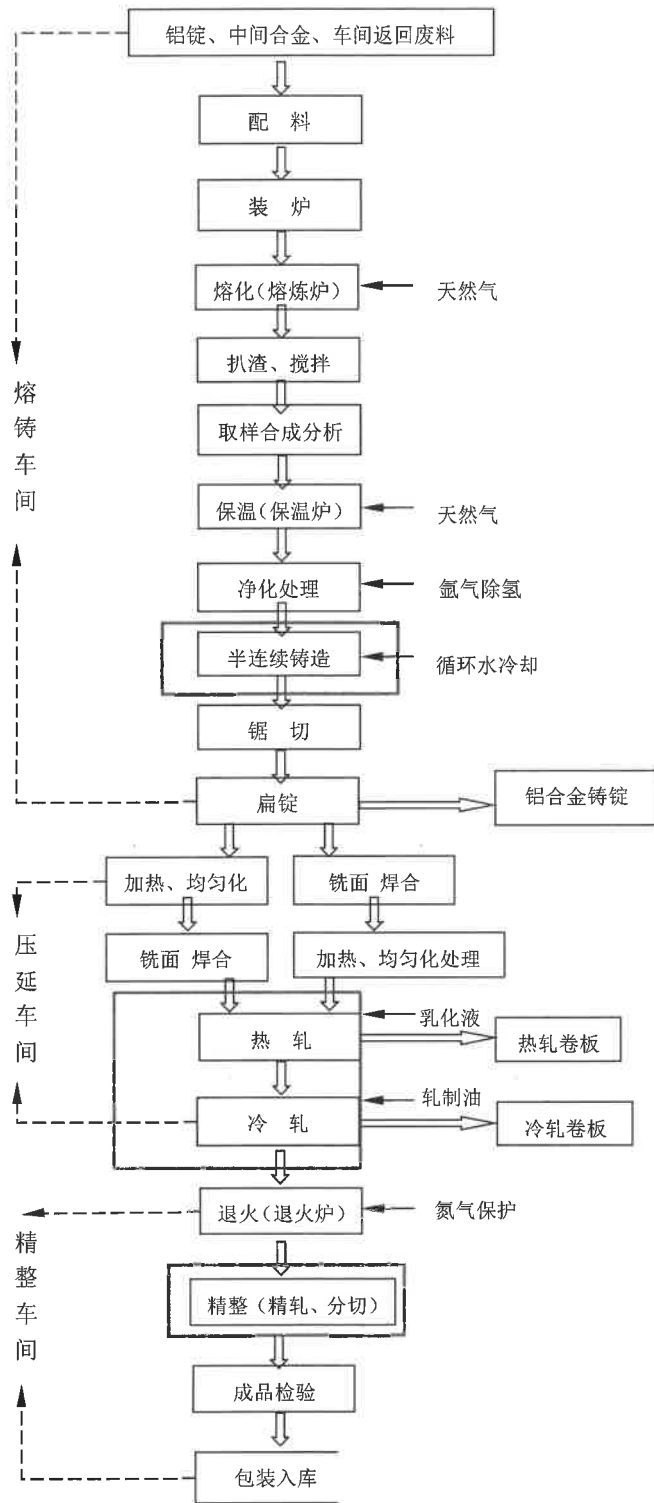 铝锭、中间合金、车间返回废料
配 料
装 炉
熔化(熔炼炉)
天然气
扒渣、搅拌
熔铸车间
取样合成分析
保温(保温炉)
天然气
净化处理
氩气除氢
半连续铸造
循环水冷却
锯 切
扁锭
铝合金铸锭
加热、均匀化
铣面 焊合
压延车间
铣面 焊合
加热、均匀化处理
乳化液
热 轧
热轧卷板
轧制油
冷 轧
冷轧卷板
退火(退火炉)
氮气保护
精整车间
精整(精轧、分切)
成品检验
包装入库